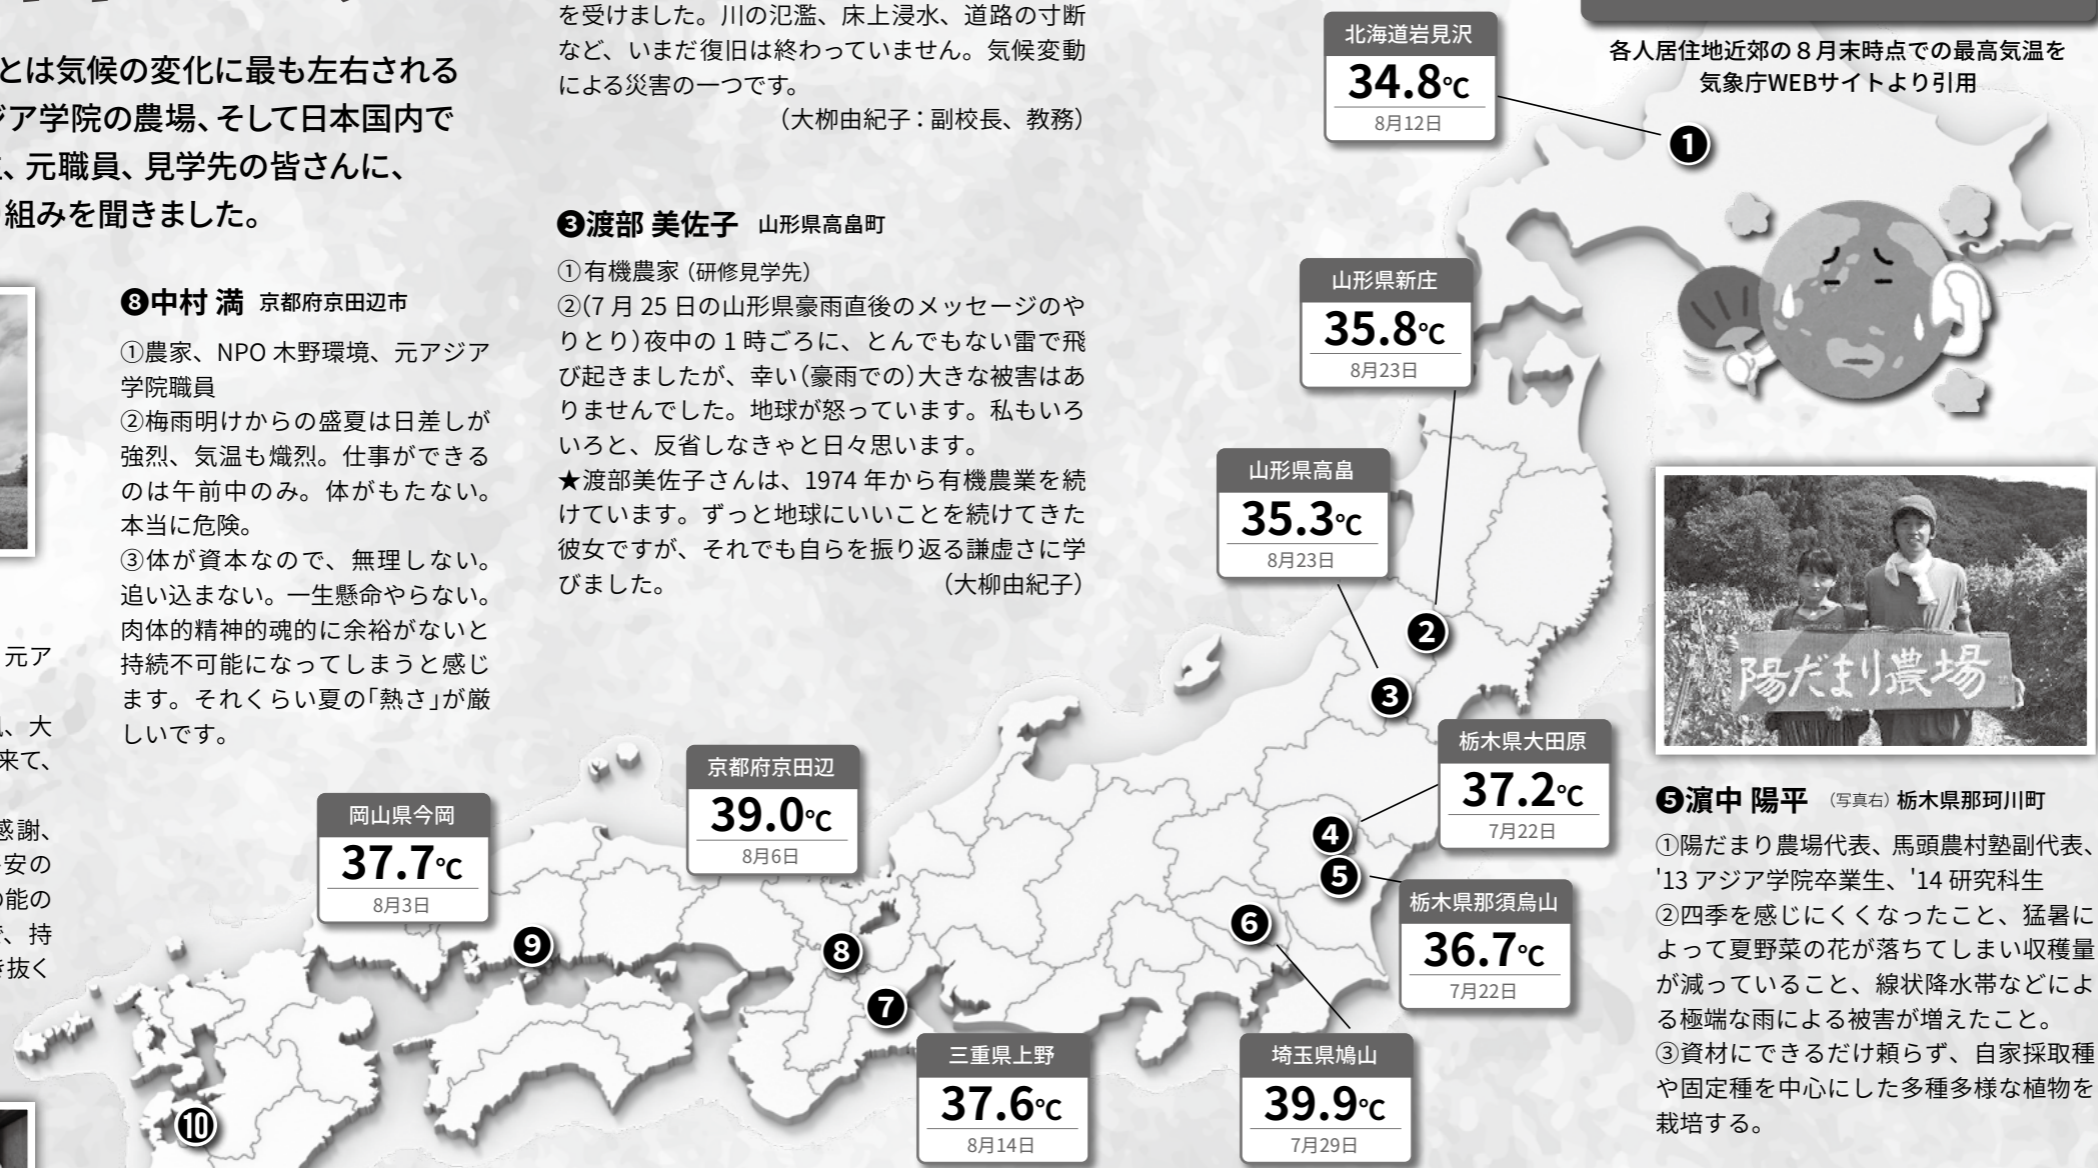 とは気候の変化に最も左右される
ジア学院の農場、そして日本国内で
、元職員、見学先の皆さんに、
組みを聞きました。
元ア
、大
来て、
感謝、
安の
の能の
、持
き抜く
❽中村 満 京都府京田辺市
①農家、NPO 木野環境、元アジア
学院職員
②梅雨明けからの盛夏は日差しが
強烈、気温も熾烈。仕事ができる
のは午前中のみ。体がもたない。
本当に危険。
③体が資本なので、無理しない。
追い込まない。一生懸命やらない。
肉体的精神的魂的に余裕がないと
持続不可能になってしまうと感じ
ます。それくらい夏の「熱さ」が厳
しいです。
を受けました。川の氾濫、床上浸水、道路の寸断
など、いまだ復旧は終わっていません。気候変動
による災害の一つです。
（大栁由紀子：副校長、教務）
❸渡部 美佐子 山形県高畠町
①有機農家（研修見学先）
②(7 月 25 日の山形県豪雨直後のメッセージのや
りとり）夜中の 1 時ごろに、とんでもない雷で飛
び起きましたが、幸い（豪雨での）大きな被害はあ
りませんでした。地球が怒っています。私もいろ
いろと、反省しなきゃと日々思います。
★渡部美佐子さんは、1974 年から有機農業を続
けています。ずっと地球にいいことを続けてきた
彼女ですが、それでも自らを振り返る謙虚さに学
びました。 （大栁由紀子）
各人居住地近郊の８月末時点での最高気温を
気象庁WEBサイトより引用
北海道岩見沢
34.8℃
8月12日
❶
山形県新庄
35.8℃
8月23日
山形県高畠
35.3℃
8月23日
❷
❸
栃木県大田原
37.2℃
7月22日
❹
❺
栃木県那須烏山
36.7℃
7月22日
❻
京都府京田辺
39.0℃
8月6日
岡山県今岡
37.7℃
8月3日
❾
❽
❼
三重県上野
37.6℃
8月14日
埼玉県鳩山
39.9℃
7月29日
❿
陽だまり農場
❺濵中 陽平 （写真右）栃木県那珂川町
①陽だまり農場代表、馬頭農村塾副代表、
'13 アジア学院卒業生、'14 研究科生
②四季を感じにくくなったこと、猛暑に
よって夏野菜の花が落ちてしまい収穫量
が減っていること、線状降水帯などによ
る極端な雨による被害が増えたこと。
③資材にできるだけ頼らず、自家採取種
や固定種を中心にした多種多様な植物を
栽培する。